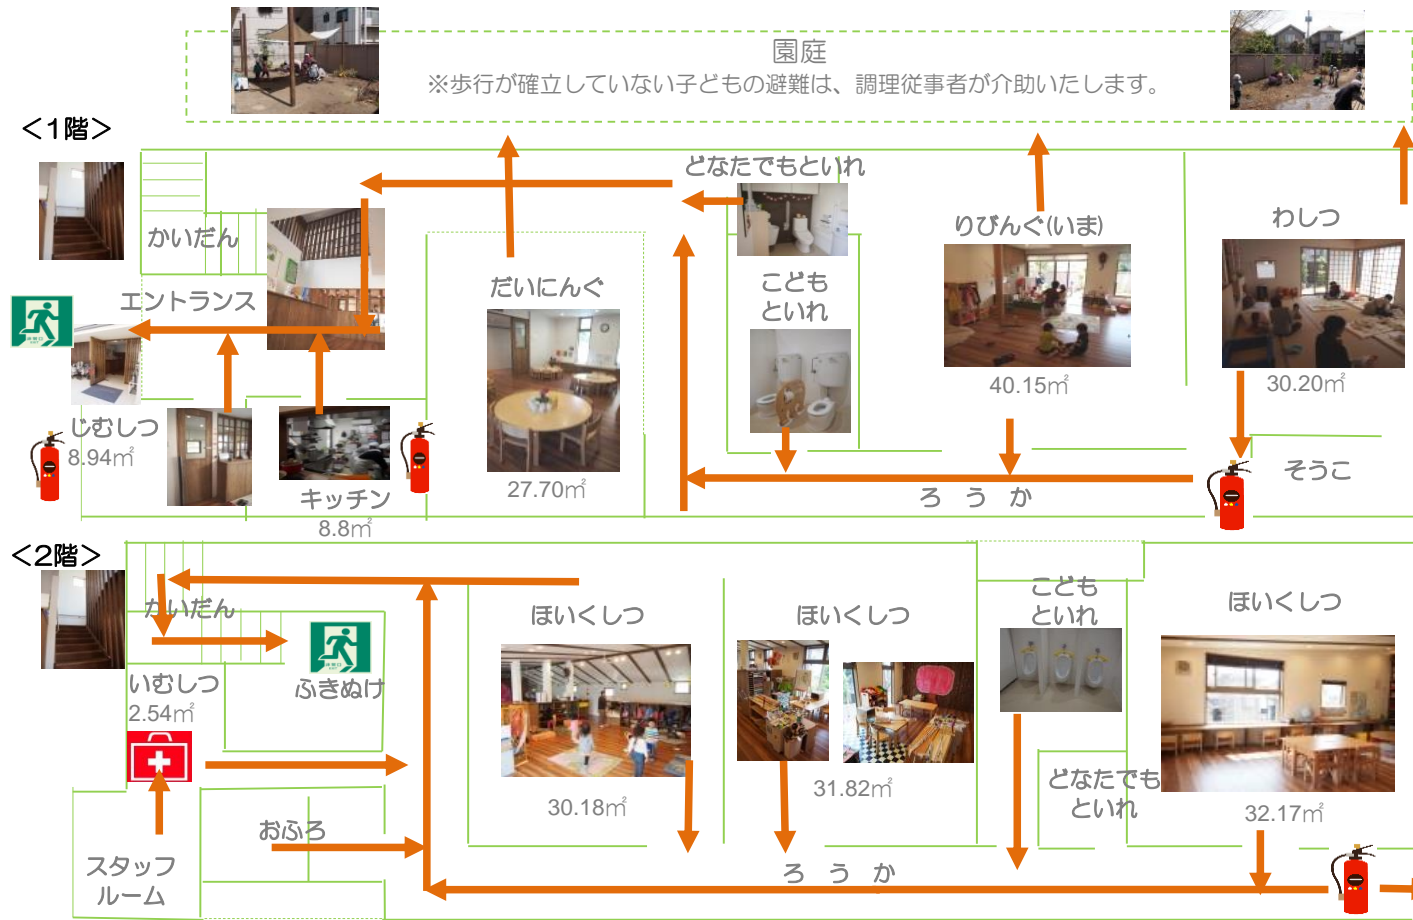 園庭
※歩行が確立していない子どもの避難は、調理従事者が介助いたします。
<1階>
どなたでもといれ
かいだん
りびんぐ(いま)
わしつ
エントランス
だいにんぐ
こども
といれ
40.15㎡
30.20㎡
じむしつ
8.94㎡
キッチン
8.8㎡
27.70㎡
ろ う か
そうこ
<2階>
かいだん
ほいくしつ
ほいくしつ
こども
といれ
ほいくしつ
ふきぬけ
いむしつ
2.54㎡
30.18㎡
31.82㎡
どなたでも
といれ
32.17㎡
おふろ
スタッフ
ルーム
ろ う か